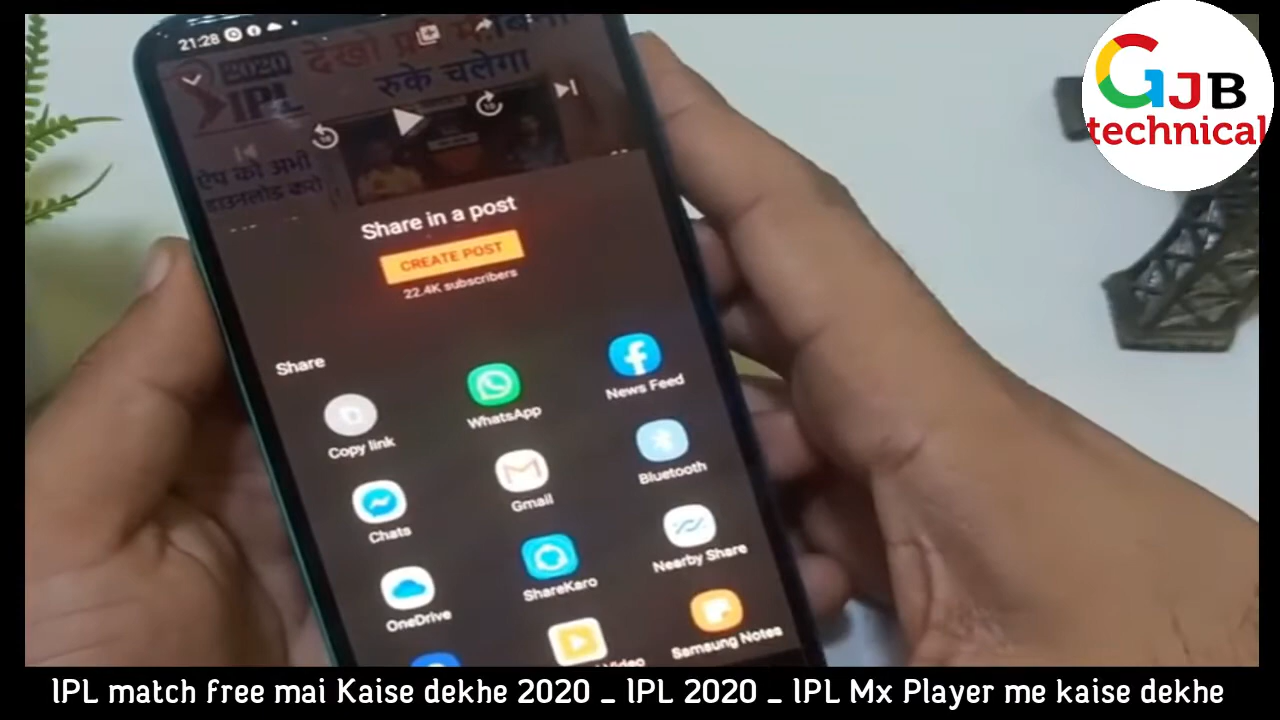 21:28
GJB
technical
2020
IPL
देखो फ्री में बिना
रुके चलेगा
ऐप को अभी
डाउनलोड करो
Share in a post
CREATE POST
22.4K subscribers
Share
Copy link
WhatsApp
News Feed
Chats
Gmail
Bluetooth
OneDrive
ShareKaro
Nearby Share
Video
Samsung Notes
IPL match free mai Kaise dekhe 2020 _ IPL 2020 _ IPL Mx Player me kaise dekhe